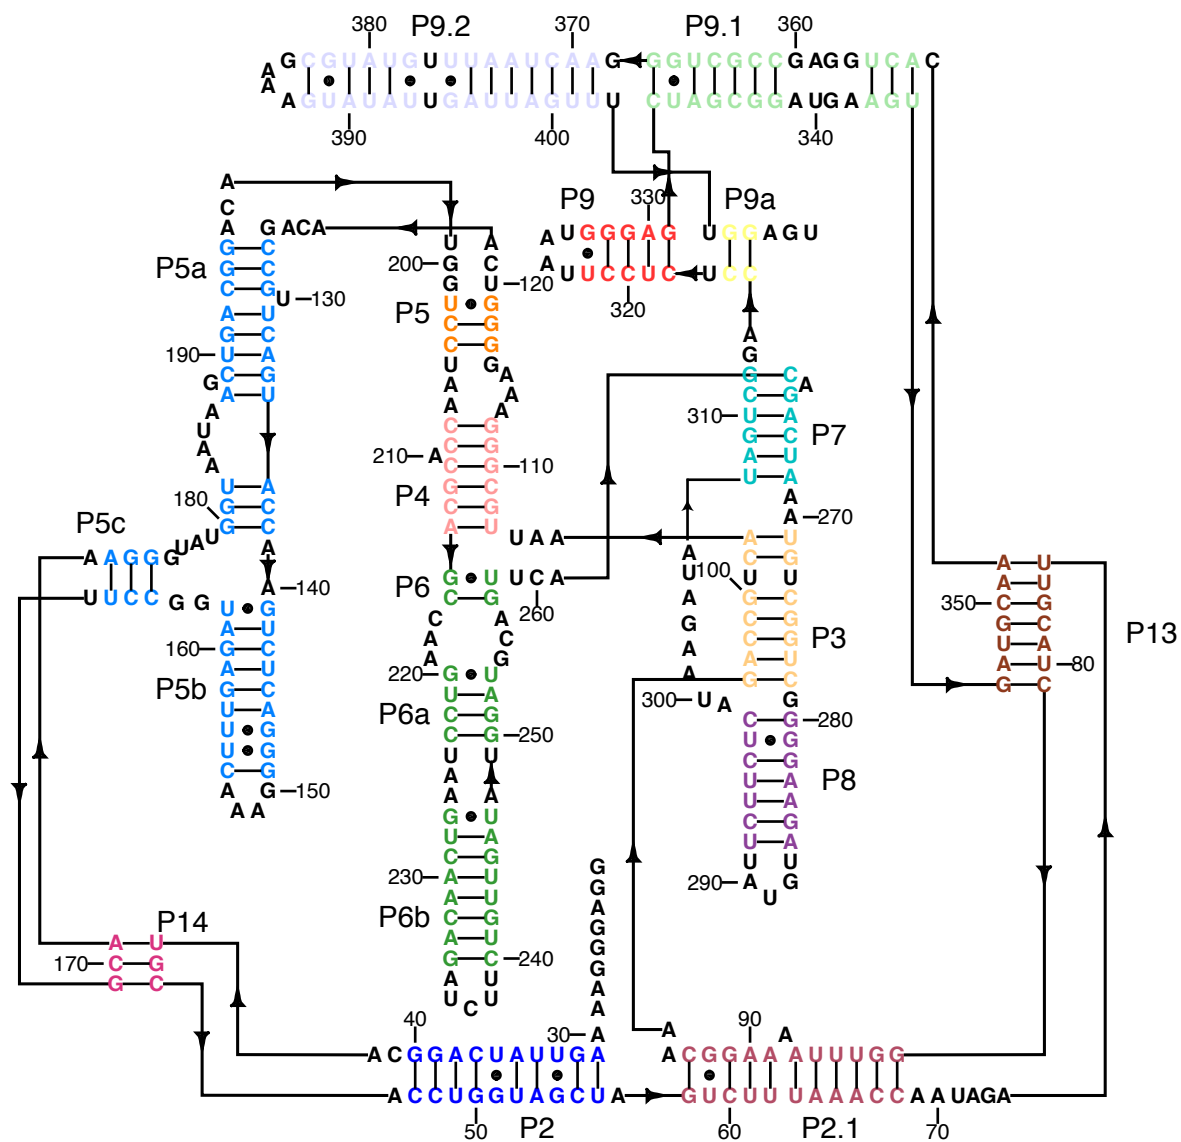 380 P9.2 370 P9.1 360
G C G U A U G U U U A A U C A A G G G U C G C C G A G G U C A C
A
A
A G U A U A U U G A U U A G U U U C U A G C G G A U G A A G U
390 400 340
P9 330 P9a
A U G G G A G U G G A G U
A U U C C U C U C C
320
A
C
A G A C A
P5a
G C
G C
C G
U 130
A U
G C
190 U A
C G
G
A U
A
U
A
A
U A
180 G C
G C
A
P5c
A A G G G U A U
U U C C G G
A 140
U G
A U
160 G C
A U
P5b
G C
U A
U G
U G
C G
A G 150
A A
U A
200 G C
G U 120
P5
U G
C G
C G
U G
A A
A A
A
C G
C G
210 A
C G 110
P4
G C
C G
A U
P6
G U
C G
C A
A C
A G
220 G U
U A
P6a
C G
C G 250
U U
A A
A U
G A
U G
C U
230 A U
A G
P6b
C U
A C
G 240
A U
U U
C
A
G
G C A
C G
310 U A
P7
G C
A U
U A
A
A 270
U A A A U
C G
U C A 260
100 U U
G C
C G
P3
C G
A U
G C
G
A
U
A
G
A
A
300 U A
C G 280
U G
C G
P8
U A
U A
C G
U A
U U
290 A G
U
A U
A U
350 C G
G C
P13
U A
A U 80
G C
P14
A U
170 C G
G C
G
G
A
G
G
G
A
A
A
40 30 A 90
A A
A C G G A C U A U U G A A C G G A A A U U U G G
A C C U G G U A G C U A G U C U U U A A A C C A A U A G A
50 P2 60 P2.1 70